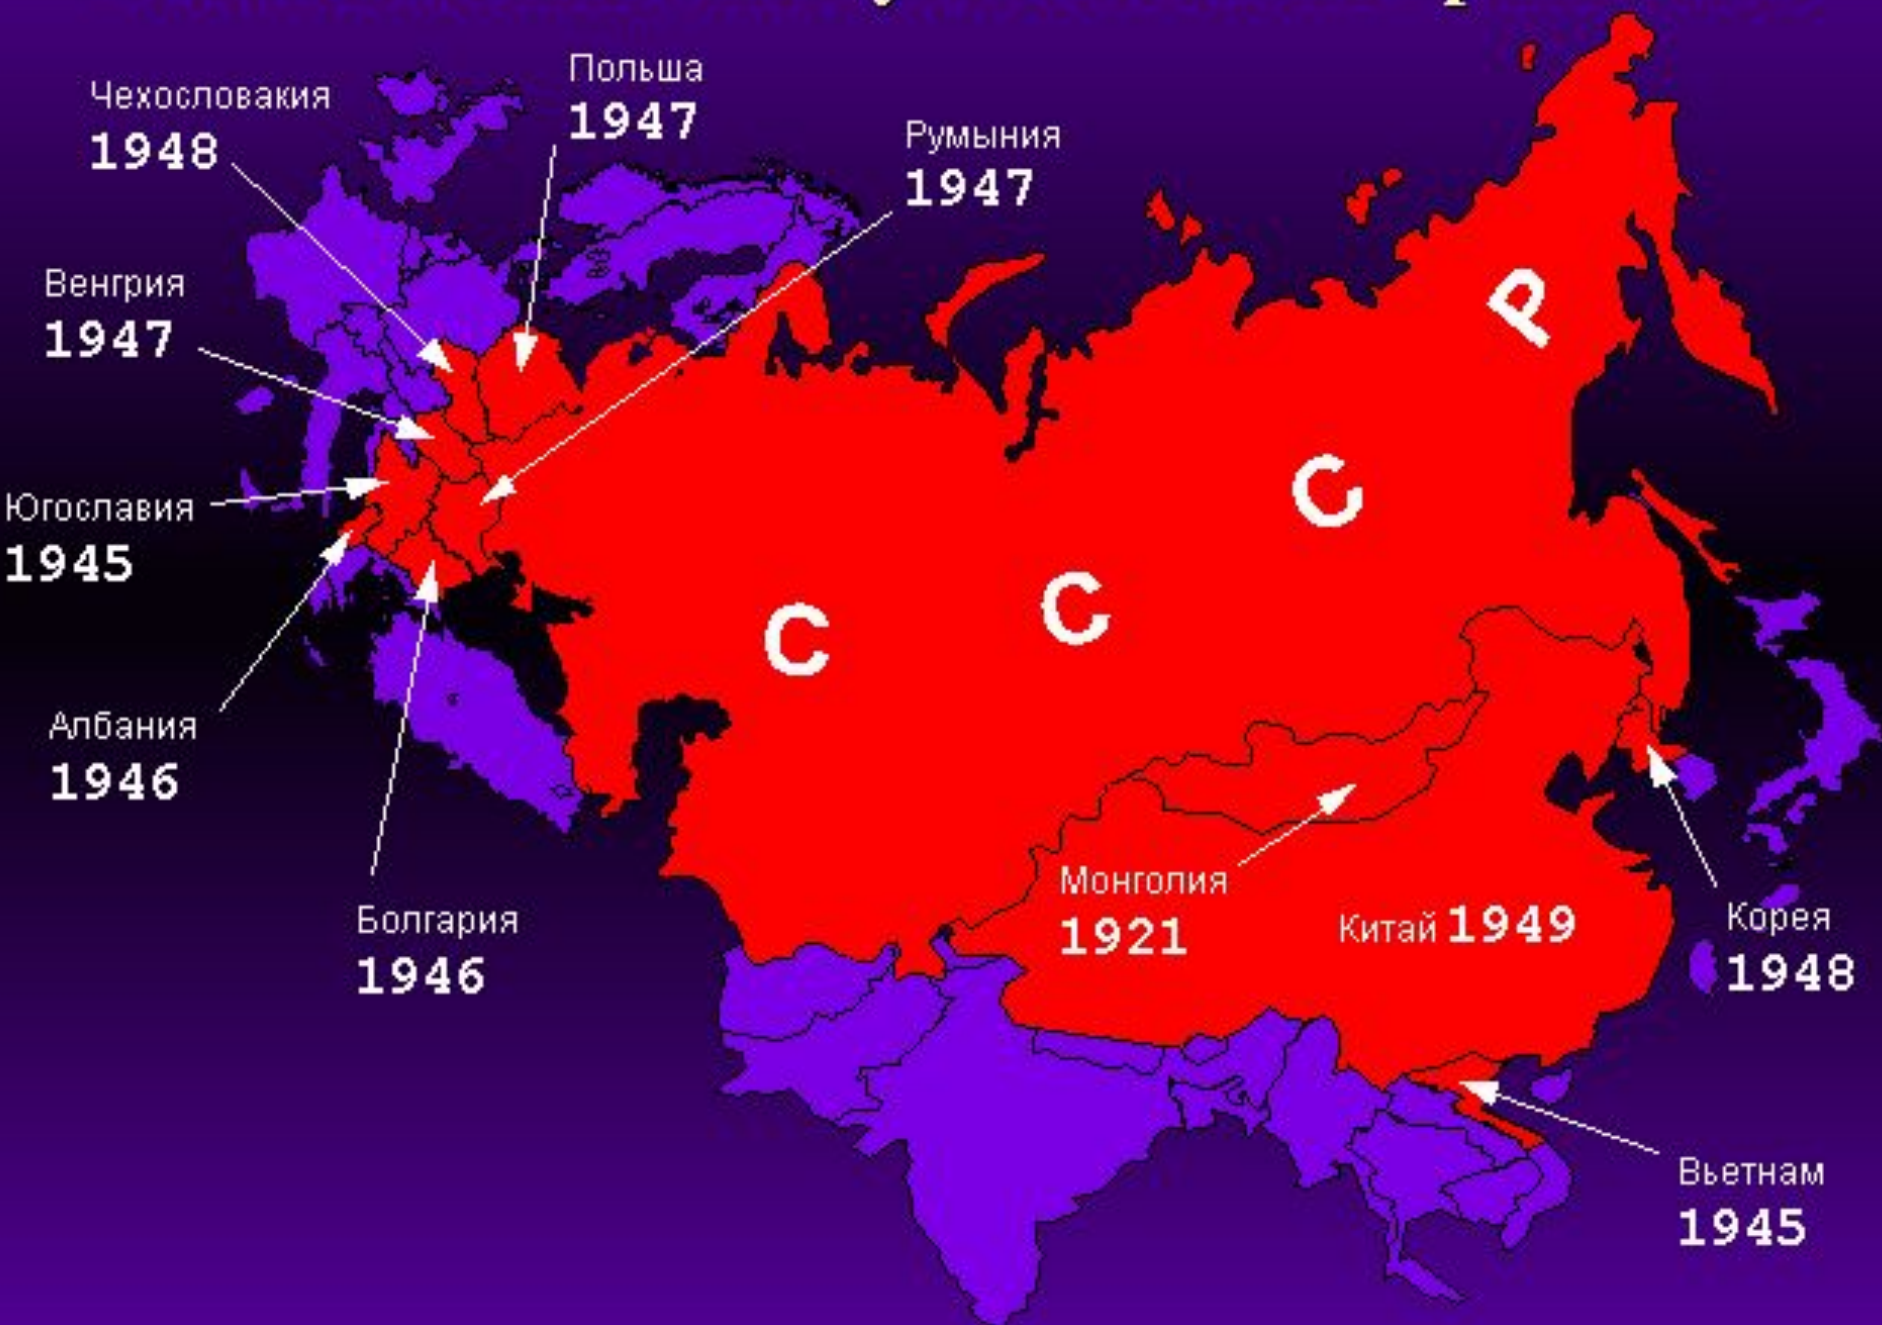 Чехословакия
1948
Польша
1947
Румыния
1947
Венгрия
1947
Югославия
1945
Албания
1946
Болгария
1946
С С С Р
Монголия
1921
Китай 1949
Корея
1948
Вьетнам
1945